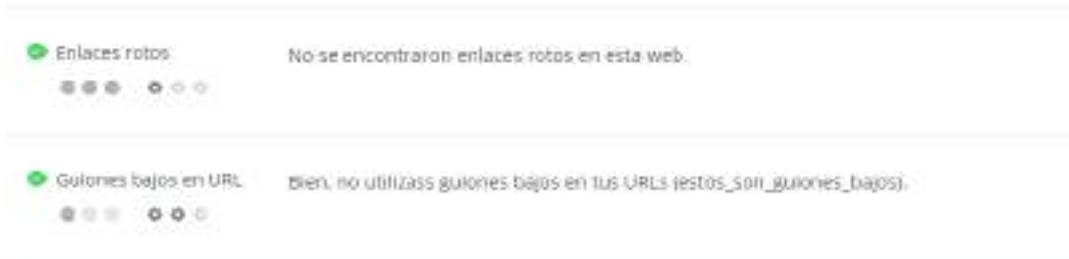 Enlaces rotos
No se encontraron enlaces rotos en esta web
Guiones bajos en URL
Bien, no utilizass guiones bajos en tus URLs (estos_son_guiones_bajos).